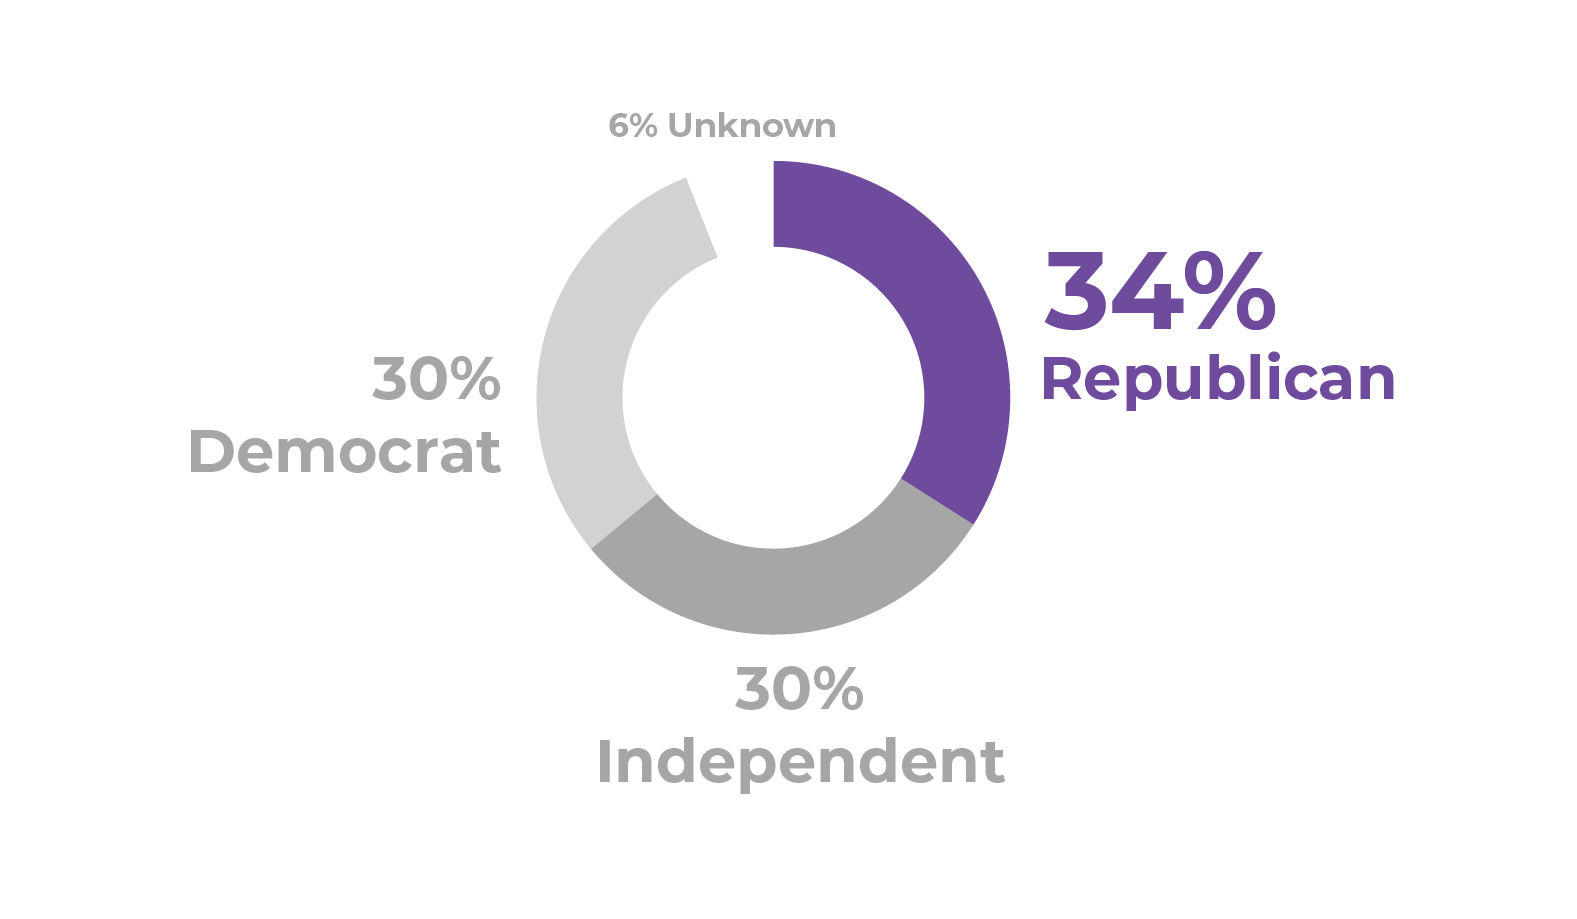 6% Unknown
34%
Republican
30%
Democrat
30%
Independent